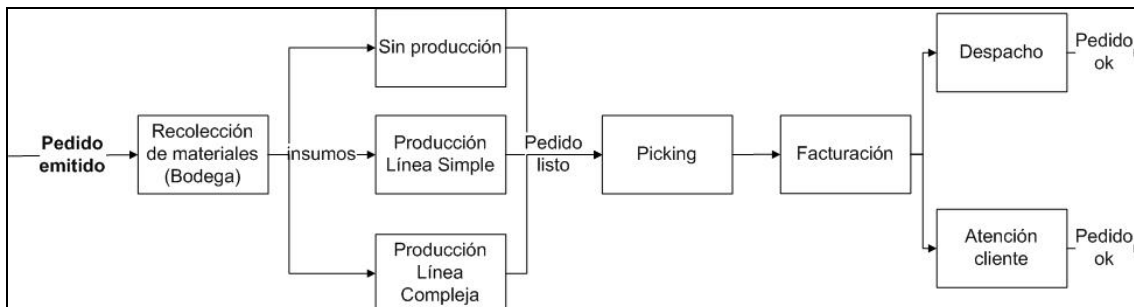 Pedido
emitido
Recolección
de materiales
(Bodega)
insumos
Sin producción
Producción
Línea Simple
Producción
Línea
Compleja
Pedido
listo
Picking
Facturación
Despacho
Pedido
ok
Atención
cliente
Pedido
ok